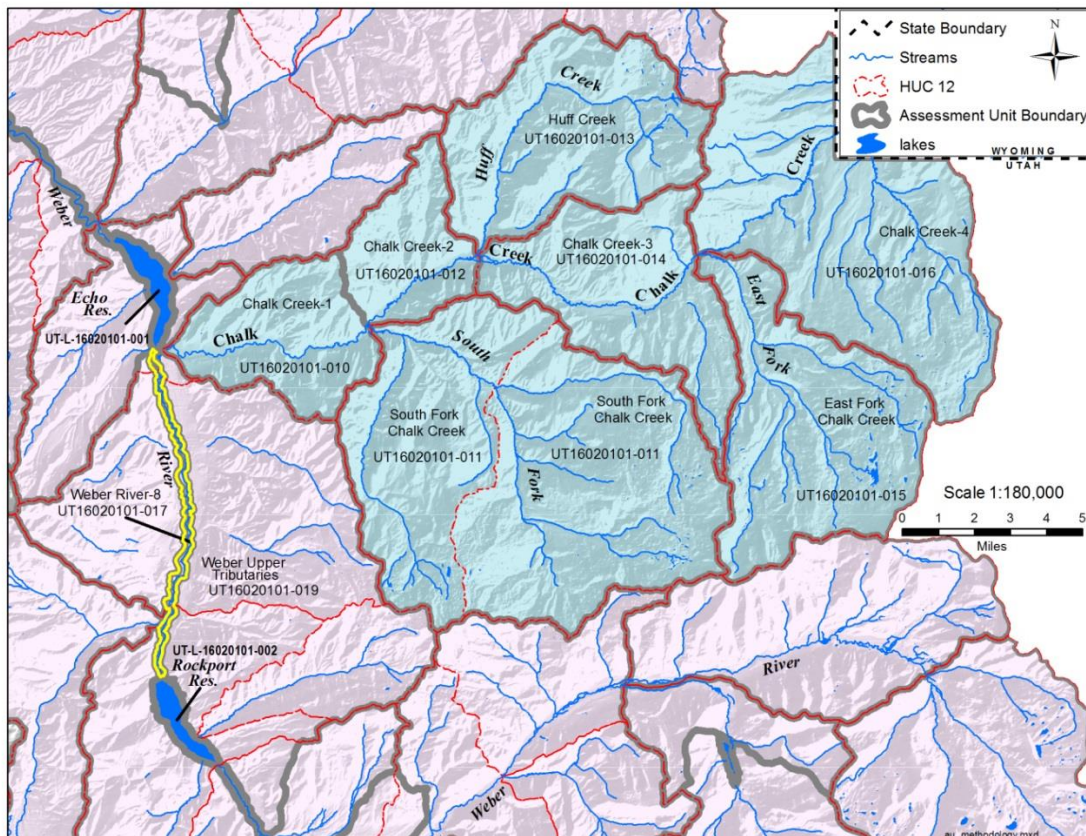 State Boundary
N
Streams
HUC 12
Assessment Unit Boundary
lakes
WYOMING
UTAH
Creek
Huff Creek
UT16020101-013
Huff
Creek
Weber
Chalk Creek-2
UT16020101-012
Creek
Chalk Creek-3
UT16020101-014
Chalk
Chalk Creek-4
UT16020101-016
East
Fork
Echo
Res.
UT-L-16020101-001
Chalk Creek-1
Chalk
UT16020101-010
South
South Fork
Chalk Creek
UT16020101-011
South Fork
Chalk Creek
UT16020101-011
Fork
East Fork
Chalk Creek
UT16020101-015
River
Weber River-8
UT16020101-017
Weber Upper
Tributaries
UT16020101-019
Scale 1:180,000
0 1 2 3 4 5
Miles
UT-L-16020101-002
Rockport
Res.
River
Weber
au_methodology.mxd